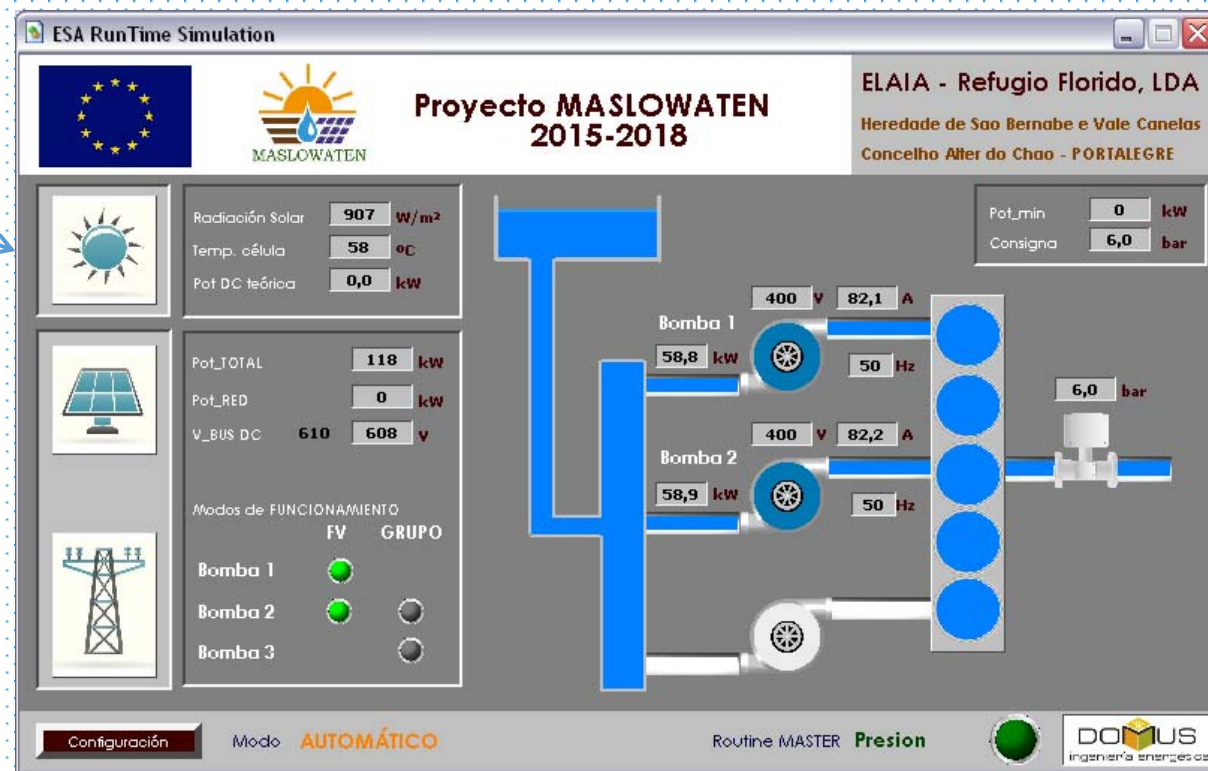 ESA RunTime Simulation
MASLOWATEN
Proyecto MASLOWATEN
2015-2018
ELAIA - Refugio Florido, LDA
Heredade de Sao Bernabe e Vale Canelas
Concelho Alter do Chao - PORTALEGRE
Radiación Solar 907 W/m²
Temp. célula 58 ºC
Pot DC teórica 0,0 kW
Pot_min 0 kW
Consigna 6,0 bar
Pot_TOTAL 118 kW
Pot_RED 0 kW
V_BUS DC 610 608 V
Modos de FUNCIONAMIENTO
FV GRUPO
Bomba 1
Bomba 2
Bomba 3
400 V 82,1 A
Bomba 1
58,8 kW
50 Hz
400 V 82,2 A
Bomba 2
58,9 kW
50 Hz
6,0 bar
Configuración
Modo AUTOMÁTICO
Routine MASTER Presion
DOMUS
ingeniería energética